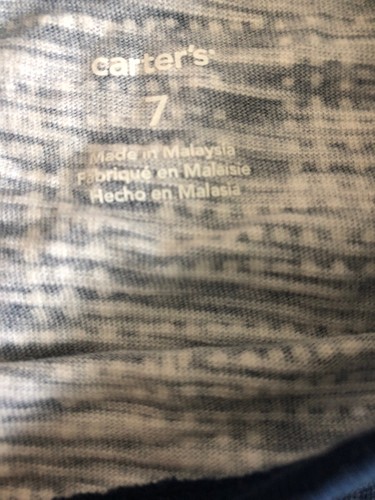 carter's
7
Made in Malaysia
Fabriqué en Malaisie
Hecho en Malasia